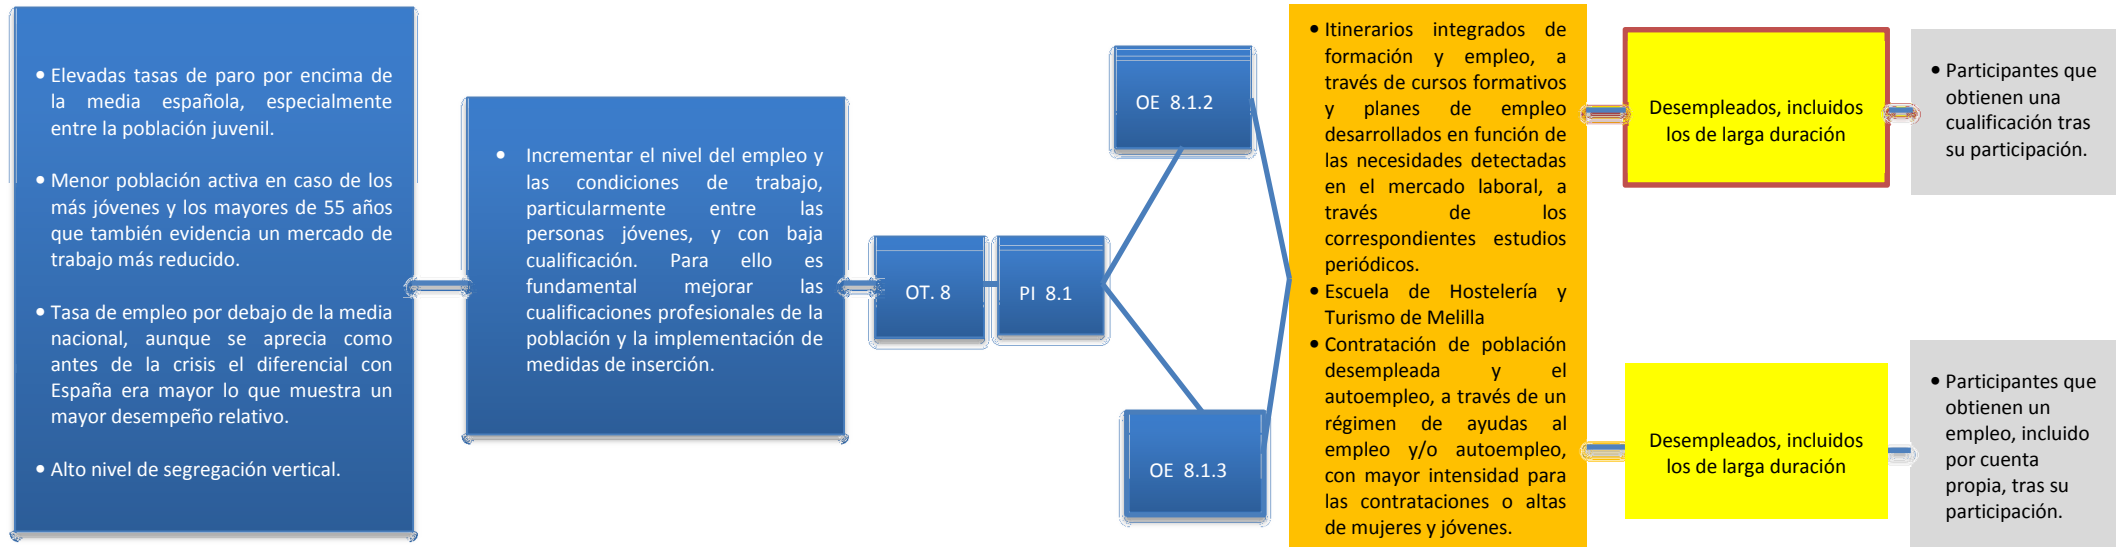 • Elevadas tasas de paro por encima de
la media española, especialmente
entre la población juvenil.
• Menor población activa en caso de los
más jóvenes y los mayores de 55 años
que también evidencia un mercado de
trabajo más reducido.
• Tasa de empleo por debajo de la media
nacional, aunque se aprecia como
antes de la crisis el diferencial con
España era mayor lo que muestra un
mayor desempeño relativo.
• Alto nivel de segregación vertical.
• Incrementar el nivel del empleo y
las condiciones de trabajo,
particularmente entre las
personas jóvenes, y con baja
cualificación. Para ello es
fundamental mejorar las
cualificaciones profesionales de la
población y la implementación de
medidas de inserción.
OT. 8
PI 8.1
OE 8.1.2
OE 8.1.3
• Itinerarios integrados de
formación y empleo, a
través de cursos formativos
y planes de empleo
desarrollados en función de
las necesidades detectadas
en el mercado laboral, a
través de los
correspondientes estudios
periódicos.
• Escuela de Hostelería y
Turismo de Melilla
• Contratación de población
desempleada y el
autoempleo, a través de un
régimen de ayudas al
empleo y/o autoempleo,
con mayor intensidad para
las contrataciones o altas
de mujeres y jóvenes.
Desempleados, incluidos
los de larga duración
• Participantes que
obtienen una
cualificación tras
su participación.
Desempleados, incluidos
los de larga duración
• Participantes que
obtienen un
empleo, incluido
por cuenta
propia, tras su
participación.